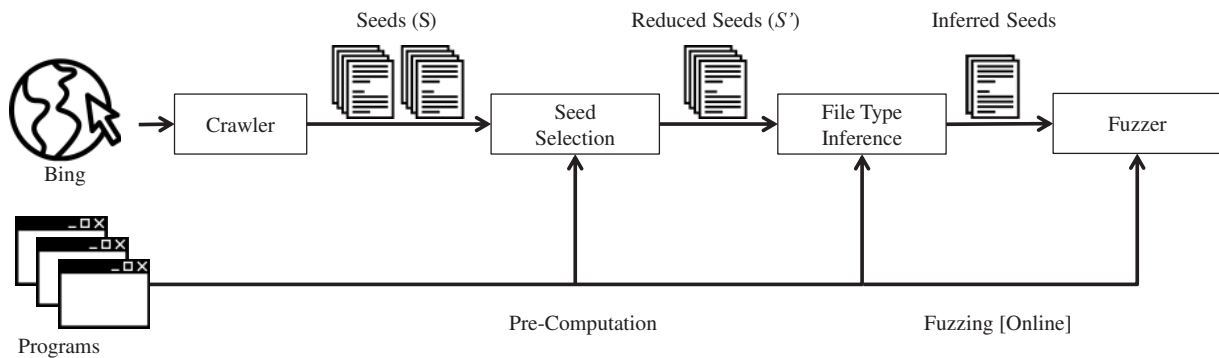 Seeds (S)
Reduced Seeds (S’)
Inferred Seeds
Crawler
Seed
Selection
File Type
Inference
Fuzzer
Bing
Pre-Computation
Fuzzing [Online]
Programs